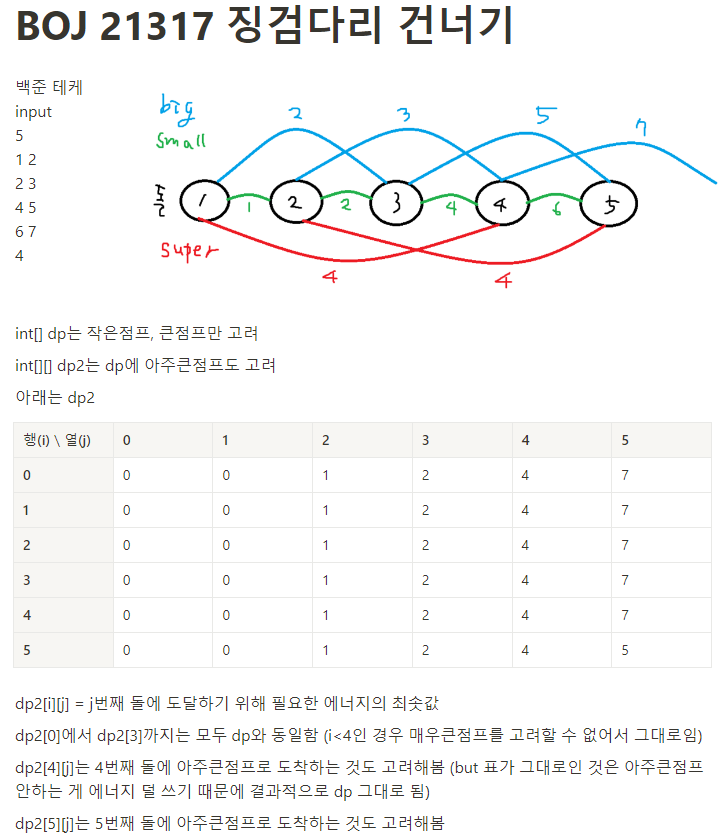 BOJ 21317 징검다리 건너기
백준 테케
input
5
1 2
2 3
4 5
6 7
4
big
small
돌
super
2 3 5 7
1 2 3 4 5
1 2 4 6
4 4
int[] dp는 작은점프, 큰점프만 고려
int[][] dp2는 dp에 아주큰점프도 고려
아래는 dp2
행(i) \ 열(j) 0 1 2 3 4 5
0 0 0 1 2 4 7
1 0 0 1 2 4 7
2 0 0 1 2 4 7
3 0 0 1 2 4 7
4 0 0 1 2 4 7
5 0 0 1 2 4 5
dp2[i][j] = j번째 돌에 도달하기 위해 필요한 에너지의 최솟값
dp2[0]에서 dp2[3]까지는 모두 dp와 동일함 (i<4인 경우 매우큰점프를 고려할 수 없어서 그대로임)
dp2[4][j]는 4번째 돌에 아주큰점프로 도착하는 것도 고려해봄 (but 표가 그대로인 것은 아주큰점프
안하는 게 에너지 덜 쓰기 때문에 결과적으로 dp 그대로 됨)
dp2[5][j]는 5번째 돌에 아주큰점프로 도착하는 것도 고려해봄